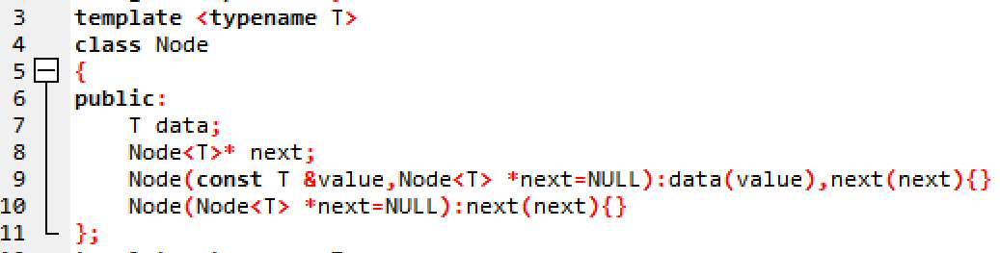 3 template <typename T>
4 class Node
5 {
6 public:
7 T data;
8 Node<T>* next;
9 Node(const T &value,Node<T> *next=NULL):data(value),next(next){}
10 Node(Node<T> *next=NULL):next(next){}
11 };